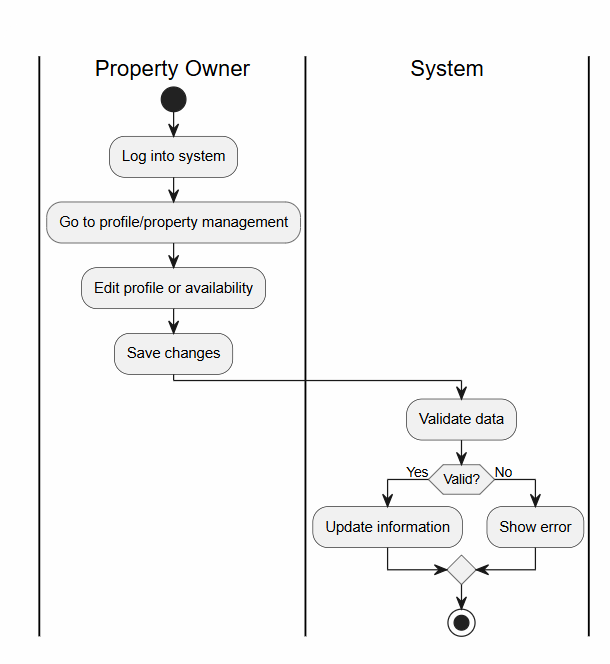 Property Owner
System
Log into system
Go to profile/property management
Edit profile or availability
Save changes
Validate data
Yes
Valid?
No
Update information
Show error